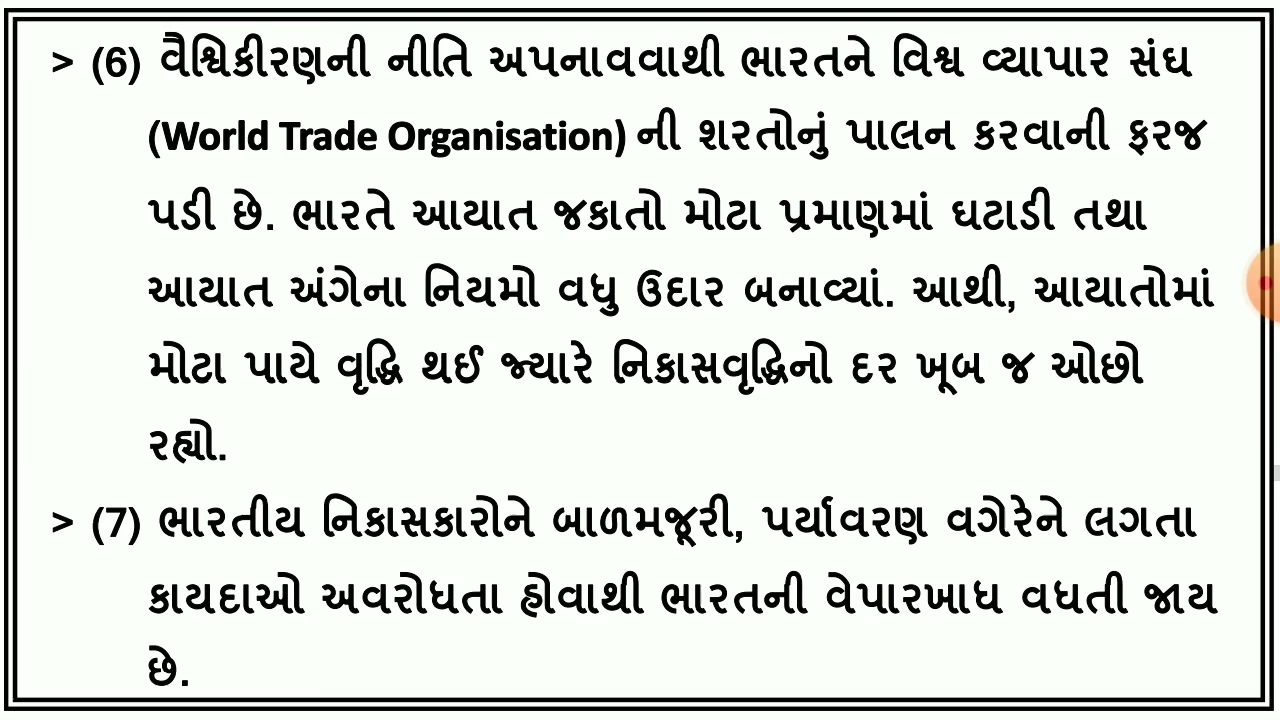 > (6) વૈશ્વિકીરણની નીતિ અપનાવવાથી ભારતને વિશ્વ વ્યાપાર સંઘ
(World Trade Organisation) ની શરતોનું પાલન કરવાની ફરજ
પડી છે. ભારતે આયાત જકાતો મોટા પ્રમાણમાં ઘટાડી તથા
આયાત અંગેના નિયમો વધુ ઉદાર બનાવ્યાં. આથી, આયાતોમાં
મોટા પાયે વૃદ્ધિ થઈ જ્યારે નિકાસવૃદ્ધિનો દર ખૂબ જ ઓછો
રહ્યો.
> (7) ભારતીય નિકાસકારોને બાળમજૂરી, પર્યાવરણ વગેરેને લગતા
કાયદાઓ અવરોધતા હોવાથી ભારતની વેપારખાધ વધતી જાય
છે.